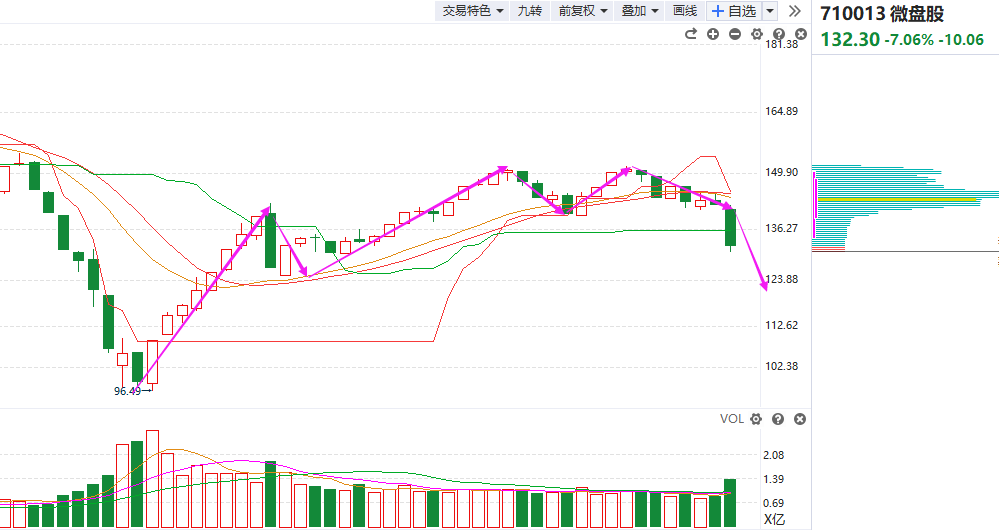 交易特色 九转 前复权 叠加 画线 自选
710013 微盘股
132.30 -7.06% -10.06
181.38
164.89
149.90
136.27
123.88
112.62
102.38
96.49
VOL
2.08
1.39
0.69
X亿